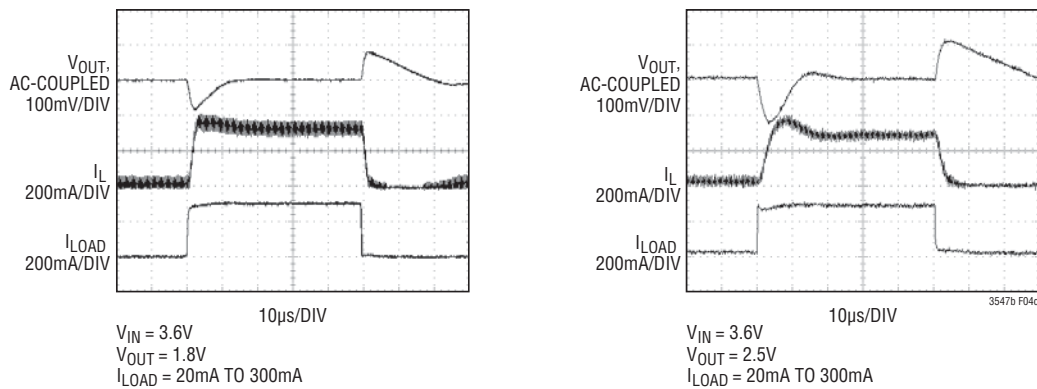 V_OUT,
AC-COUPLED
100mV/DIV
I_L
200mA/DIV
I_LOAD
200mA/DIV
10µs/DIV
V_IN = 3.6V
V_OUT = 1.8V
I_LOAD = 20mA TO 300mA
V_OUT,
AC-COUPLED
100mV/DIV
I_L
200mA/DIV
I_LOAD
200mA/DIV
3547b F04d
10µs/DIV
V_IN = 3.6V
V_OUT = 2.5V
I_LOAD = 20mA TO 300mA